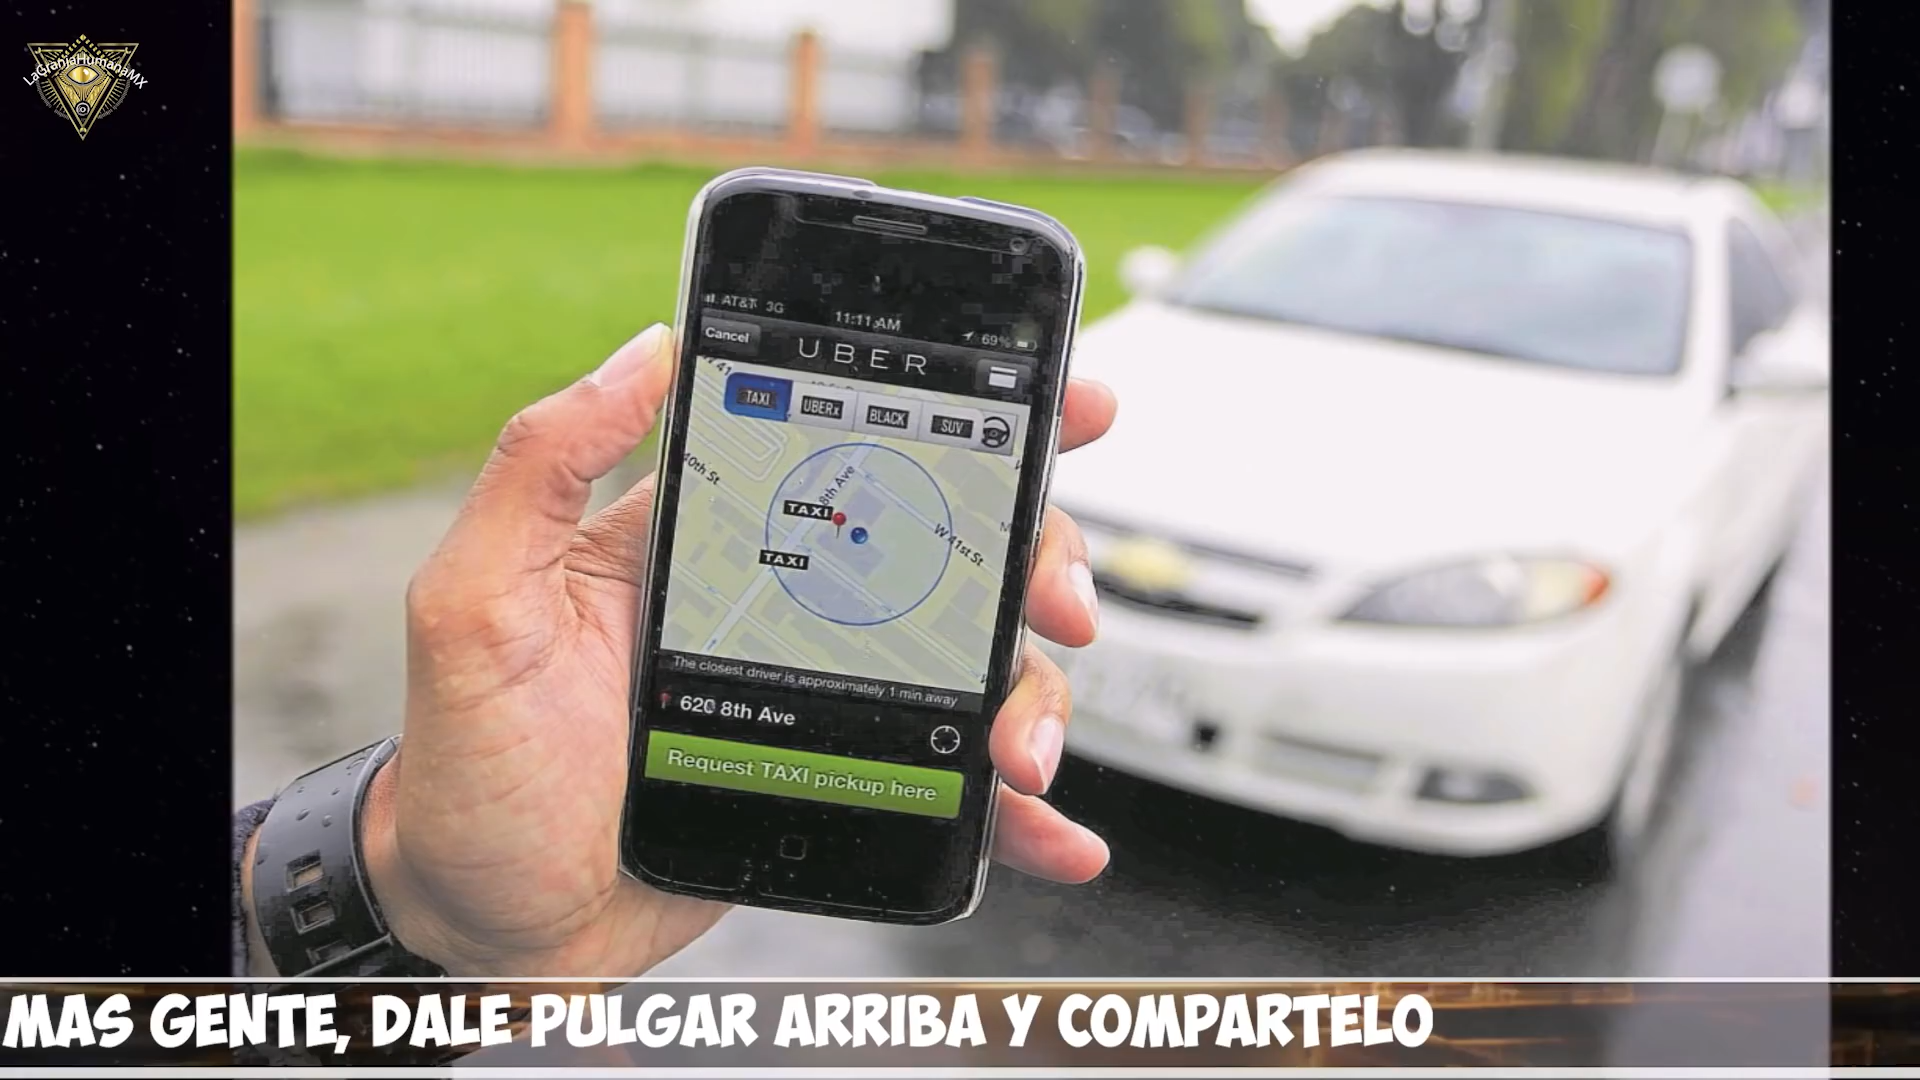 LaGranjaHumanaMX
AT&T 3G
11:11 AM
69%
Cancel
UBER
W 41
TAXI
UBERx
BLACK
SUV
40th St
8th Ave
TAXI
W 41st St
TAXI
The closest driver is approximately 1 min away
620 8th Ave
Request TAXI pickup here
MAS GENTE, DALE PULGAR ARRIBA Y COMPARTELO